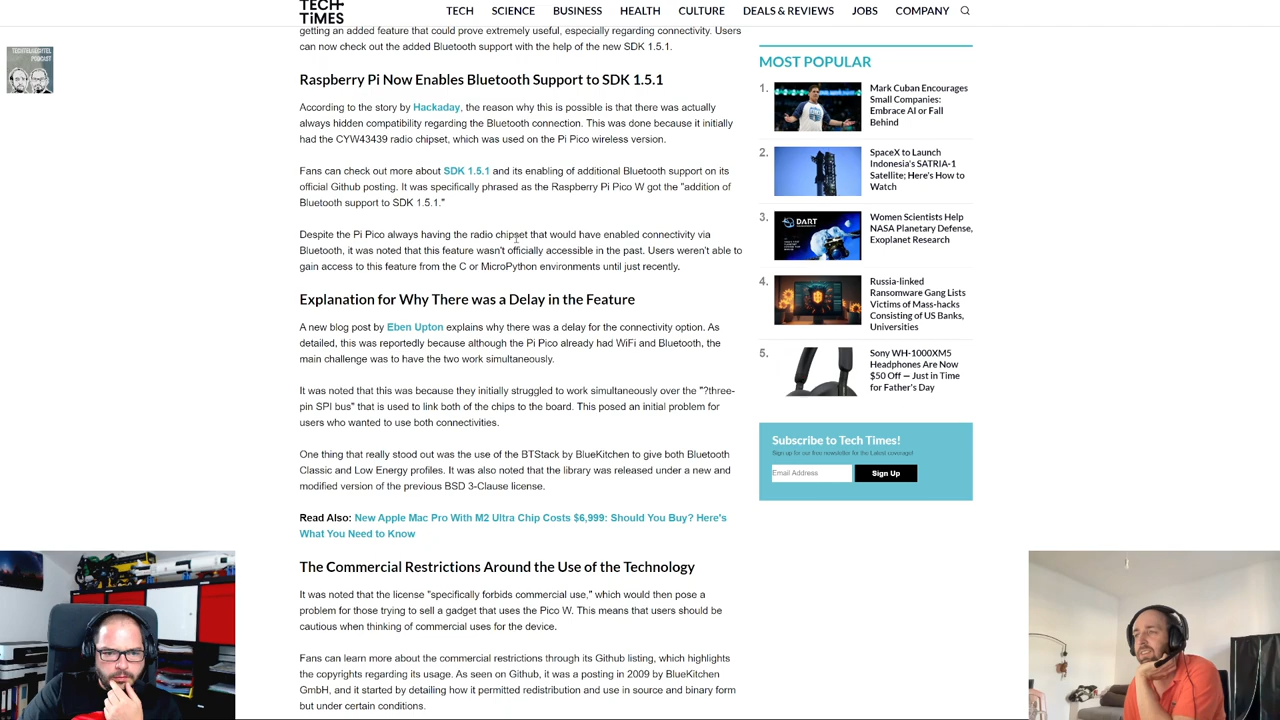 TECH
TIMES
TECH
SCIENCE
BUSINESS
HEALTH
CULTURE
DEALS & REVIEWS
JOBS
COMPANY
PODCAST
getting an added feature that could prove extremely useful, especially regarding connectivity. Users
can now check out the added Bluetooth support with the help of the new SDK 1.5.1.
Raspberry Pi Now Enables Bluetooth Support to SDK 1.5.1
According to the story by Hackaday, the reason why this is possible is that there was actually
always hidden compatibility regarding the Bluetooth connection. This was done because it initially
had the CYW43439 radio chipset, which was used on the Pi Pico wireless version.
Fans can check out more about SDK 1.5.1 and its enabling of additional Bluetooth support on its
official Github posting. It was specifically phrased as the Raspberry Pi Pico W got the "addition of
Bluetooth support to SDK 1.5.1."
Despite the Pi Pico always having the radio chippet that would have enabled connectivity via
Bluetooth, it was noted that this feature wasn't officially accessible in the past. Users weren't able to
gain access to this feature from the C or MicroPython environments until just recently.
Explanation for Why There was a Delay in the Feature
A new blog post by Eben Upton explains why there was a delay for the connectivity option. As
detailed, this was reportedly because although the Pi Pico already had WiFi and Bluetooth, the
main challenge was to have the two work simultaneously.
It was noted that this was because they initially struggled to work simultaneously over the "?three-
pin SPI bus" that is used to link both of the chips to the board. This posed an initial problem for
users who wanted to use both connectivities.
One thing that really stood out was the use of the BTStack by BlueKitchen to give both Bluetooth
Classic and Low Energy profiles. It was also noted that the library was released under a new and
modified version of the previous BSD 3-Clause license.
Read Also: New Apple Mac Pro With M2 Ultra Chip Costs $6,999: Should You Buy? Here's
What You Need to Know
The Commercial Restrictions Around the Use of the Technology
It was noted that the license "specifically forbids commercial use," which would then pose a
problem for those trying to sell a gadget that uses the Pico W. This means that users should be
cautious when thinking of commercial uses for the device.
Fans can learn more about the commercial restrictions through its Github listing, which highlights
the copyrights regarding its usage. As seen on Github, it was a posting in 2009 by BlueKitchen
GmbH, and it started by detailing how it permitted redistribution and use in source and binary form
but under certain conditions.
MOST POPULAR
1.
Mark Cuban Encourages
Small Companies:
Embrace AI or Fall
Behind
2.
SpaceX to Launch
Indonesia's SATRIA-1
Satellite; Here's How to
Watch
3.
DART
Women Scientists Help
NASA Planetary Defense,
Exoplanet Research
4.
Russia-linked
Ransomware Gang Lists
Victims of Mass-hacks
Consisting of US Banks,
Universities
5.
Sony WH-1000XM5
Headphones Are Now
$50 Off — Just in Time
for Father's Day
Subscribe to Tech Times!
Sign up for our free newsletter for the Latest coverage!
Email Address
Sign Up